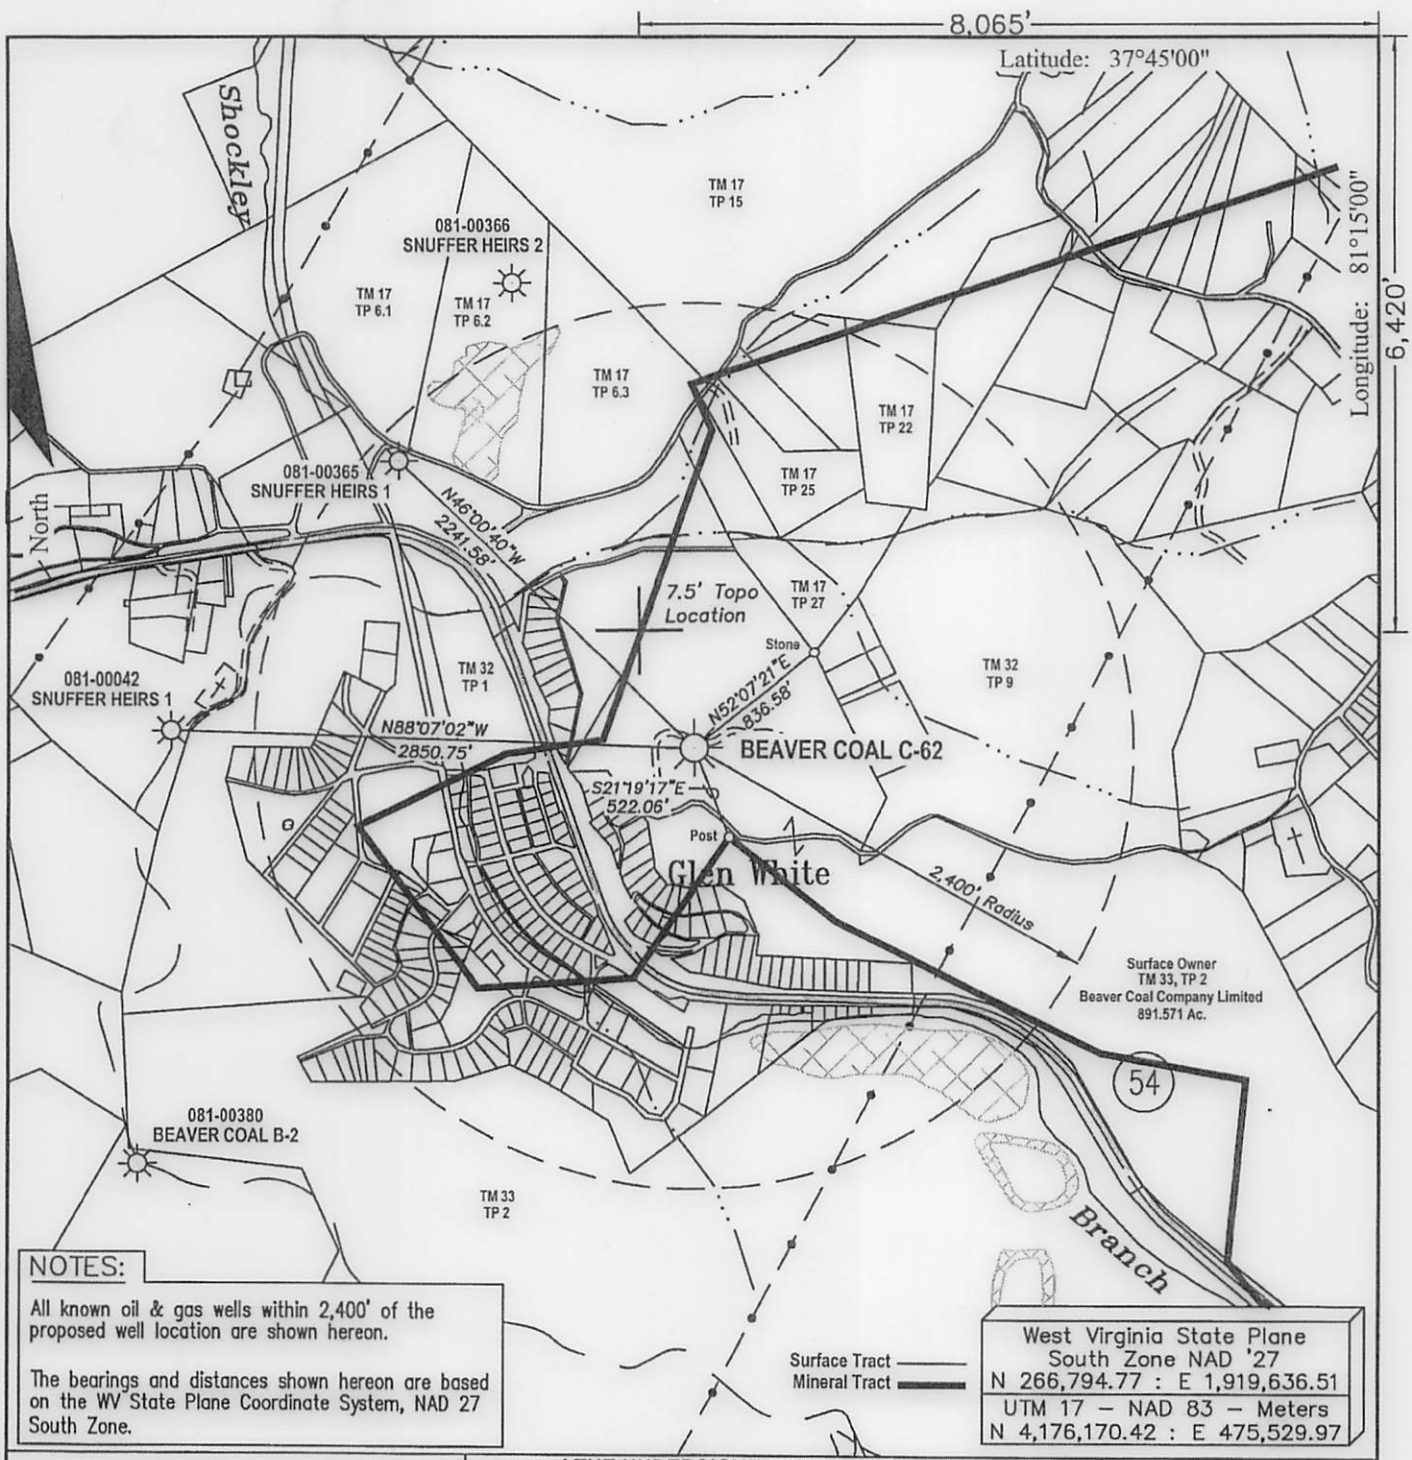 8,065'
Latitude: 37°45'00"
Longitude: 81°15'00"
6,420'
Shockley
TM 17
TP 15
081-00366
SNUFFER HEIRS 2
TM 17
TP 6.1
TM 17
TP 6.2
TM 17
TP 6.3
TM 17
TP 22
081-00365
SNUFFER HEIRS 1
TM 17
TP 25
North
N46°00'40"W
2241.58'
7.5' Topo
Location
TM 17
TP 27
Stone
081-00042
SNUFFER HEIRS 1
TM 32
TP 1
TM 32
TP 9
N52°07'21"E
836.58'
N88°07'02"W
2850.75'
BEAVER COAL C-62
S21°19'17"E
522.06'
G
Post
Glen White
2,400' Radius
Surface Owner
TM 33, TP 2
Beaver Coal Company Limited
891.571 Ac.
54
081-00380
BEAVER COAL B-2
TM 33
TP 2
Branch
NOTES:
All known oil & gas wells within 2,400' of the
proposed well location are shown hereon.
The bearings and distances shown hereon are based
on the WV State Plane Coordinate System, NAD 27
South Zone.
Surface Tract
Mineral Tract
West Virginia State Plane
South Zone NAD '27
N 266,794.77 : E 1,919,636.51
UTM 17 - NAD 83 - Meters
N 4,176,170.42 : E 475,529.97